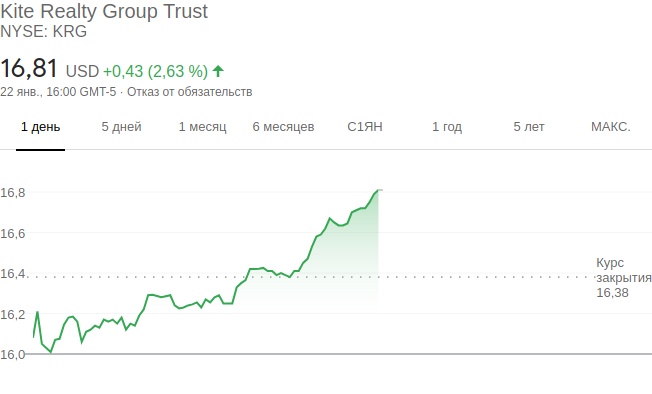 Kite Realty Group Trust
NYSE: KRG
16,81 USD +0,43 (2,63 %)
22 янв., 16:00 GMT-5 · Отказ от обязательств
1 день 5 дней 1 месяц 6 месяцев С1ЯН 1 год 5 лет МАКС.
16,8
16,6
16,4
Курс
закрытия
16,38
16,2
16,0